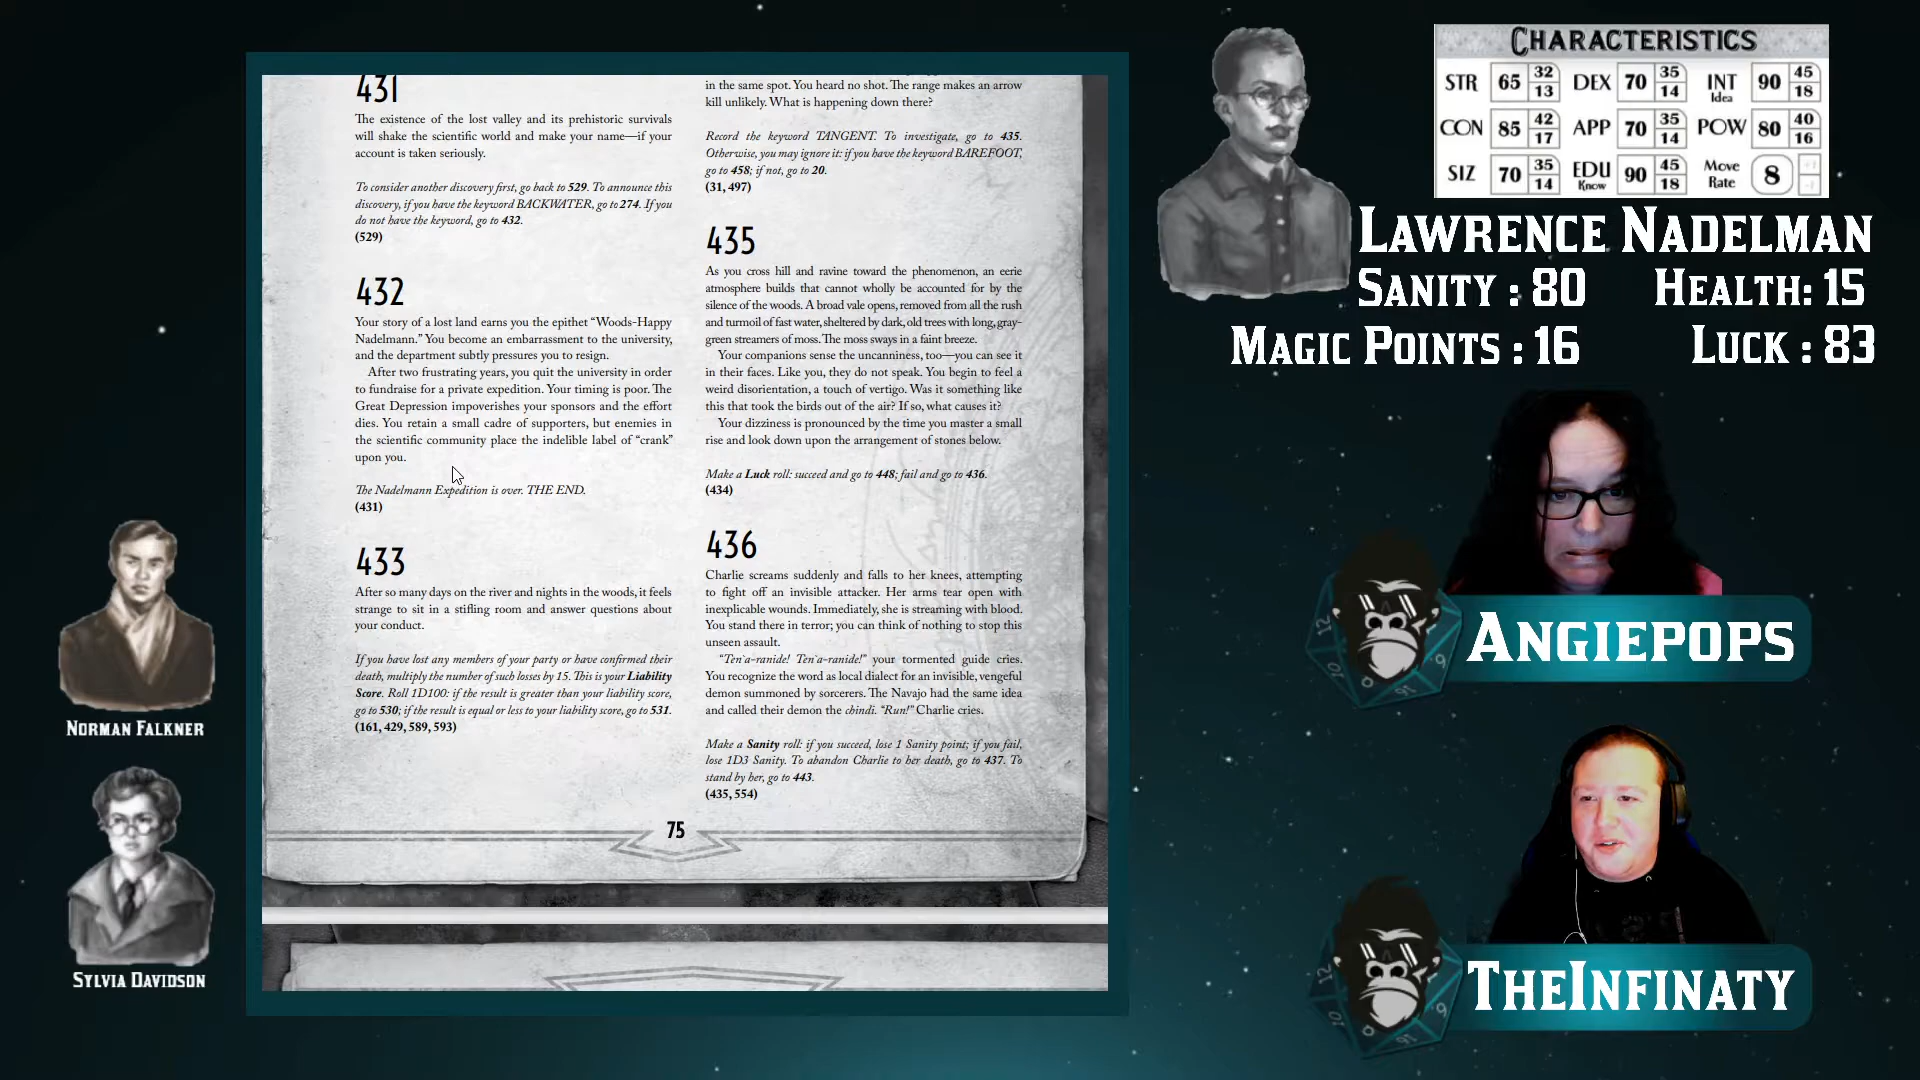 431
The existence of the lost valley and its prehistoric survivals
will shake the scientific world and make your name—if your
account is taken seriously.
To consider another discovery first, go back to 529. To announce this
discovery, if you have the keyword BACKWATER, go to 274. If you
do not have the keyword, go to 432.
(529)
432
Your story of a lost land earns you the epithet “Woods-Happy
Nadelmann.” You become an embarrassment to the university,
and the department subtly pressures you to resign.
After two frustrating years, you quit the university in order
to fundraise for a private expedition. Your timing is poor. The
Great Depression impoverishes your sponsors and the effort
dies. You retain a small cadre of supporters, but enemies in
the scientific community place the indelible label of “crank”
upon you.
The Nadelmann Expedition is over. THE END.
(431)
433
After so many days on the river and nights in the woods, it feels
strange to sit in a stifling room and answer questions about
your conduct.
If you have lost any members of your party or have confirmed their
death, multiply the number of such losses by 15. This is your Liability
Score. Roll 1D100: if the result is greater than your liability score,
go to 530; if the result is equal or less to your liability score, go to 531.
(161, 429, 589, 593)
in the same spot. You heard no shot. The range makes an arrow
kill unlikely. What is happening down there?
Record the keyword TANGENT. To investigate, go to 435.
Otherwise, you may ignore it: if you have the keyword BAREFOOT,
go to 458; if not, go to 20.
(31, 497)
435
As you cross hill and ravine toward the phenomenon, an eerie
atmosphere builds that cannot wholly be accounted for by the
silence of the woods. A broad vale opens, removed from all the rush
and turmoil of fast water, sheltered by dark, old trees with long, gray-
green streamers of moss. The moss sways in a faint breeze.
Your companions sense the uncanniness, too—you can see it
in their faces. Like you, they do not speak. You begin to feel a
weird disorientation, a touch of vertigo. Was it something like
this that took the birds out of the air? If so, what causes it?
Your dizziness is pronounced by the time you master a small
rise and look down upon the arrangement of stones below.
Make a Luck roll: succeed and go to 448; fail and go to 436.
(434)
436
Charlie screams suddenly and falls to her knees, attempting
to fight off an invisible attacker. Her arms tear open with
inexplicable wounds. Immediately, she is streaming with blood.
You stand there in terror; you can think of nothing to stop this
unseen assault.
“Ten`a-ranide! Ten`a-ranide!” your tormented guide cries.
You recognize the word as local dialect for an invisible, vengeful
demon summoned by sorcerers. The Navajo had the same idea
and called their demon the chindi. “Run!” Charlie cries.
Make a Sanity roll: if you succeed, lose 1 Sanity point; if you fail,
lose 1D3 Sanity. To abandon Charlie to her death, go to 437. To
stand by her, go to 443.
(435, 554)
75
NORMAN FALKNER
SYLVIA DAVIDSON
CHARACTERISTICS
STR 65 32 13 DEX 70 35 14 INT Idea 90 45 18
CON 85 42 17 APP 70 35 14 POW 80 40 16
SIZ 70 35 14 EDU Know 90 45 18 Move Rate 8 +1 -1
LAWRENCE NADELMAN
SANITY : 80 HEALTH: 15
MAGIC POINTS : 16 LUCK : 83
12
9
10
0
16
ANGIEPOPS
12
9
10
0
16
THEINFINATY